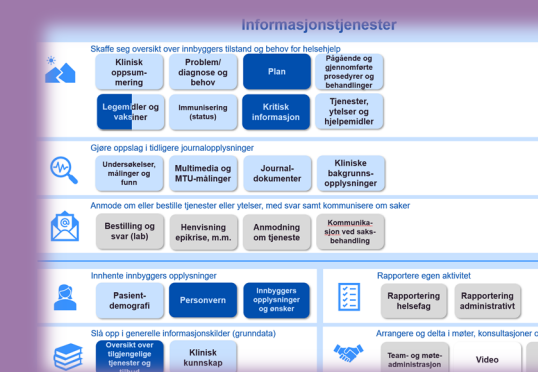 Informasjonstjenester
Skaffe seg oversikt over innbyggers tilstand og behov for helsehjelp
Klinisk
oppsum-
mering
Problem/
diagnose og
behov
Plan
Pågående og
gjennomførte
prosedyrer og
behandlinger
Legemidler og
vaksiner
Immunisering
(status)
Kritisk
informasjon
Tjenester,
ytelser og
hjelpemidler
Gjøre oppslag i tidligere journalopplysninger
Undersøkelser,
målinger og
funn
Multimedia og
MTU-målinger
Journal-
dokumenter
Kliniske
bakgrunns-
opplysninger
Anmode om eller bestille tjenester eller ytelser, med svar samt kommunisere om saker
Bestilling og
svar (lab)
Henvisning
epikrise, m.m.
Anmodning
om tjeneste
Kommunika-
sjon ved saks-
behandling
Innhente innbyggers opplysninger
Pasient-
demografi
Personvern
Innbyggers
opplysninger
og ønsker
Rapportere egen aktivitet
Rapportering
helsefag
Rapportering
administrativt
Slå opp i generelle informasjonskilder (grunndata)
Oversikt over
tilgjengelige
tjenester og
tilbud
Klinisk
kunnskap
Arrangere og delta i møter, konsultasjoner o
Team- og møte-
administrasjon
Video